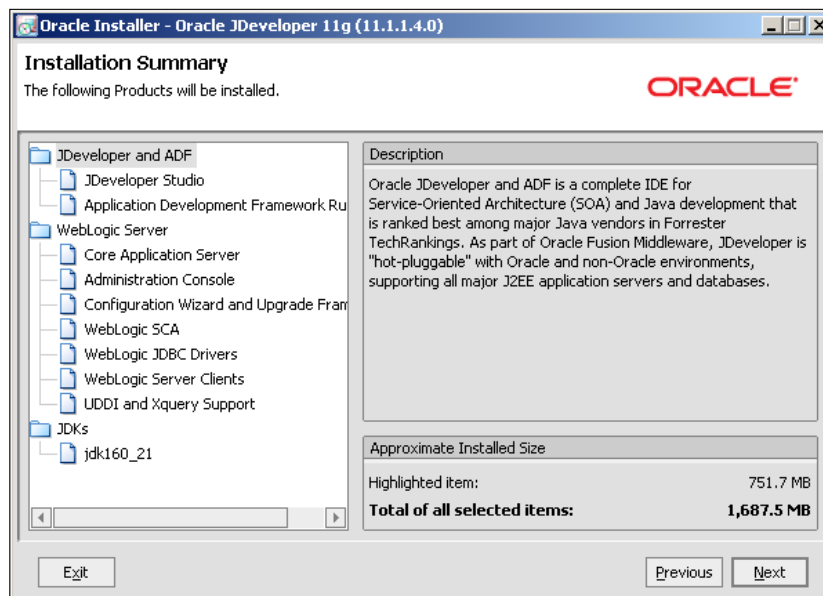 Oracle Installer - Oracle JDeveloper 11g (11.1.1.4.0)
Installation Summary
The following Products will be installed.
ORACLE
JDeveloper and ADF
JDeveloper Studio
Application Development Framework Ru
WebLogic Server
Core Application Server
Administration Console
Configuration Wizard and Upgrade Fram
WebLogic SCA
WebLogic JDBC Drivers
WebLogic Server Clients
UDDI and Xquery Support
JDKs
jdk160_21
Description
Oracle JDeveloper and ADF is a complete IDE for
Service-Oriented Architecture (SOA) and Java development that
is ranked best among major Java vendors in Forrester
TechRankings. As part of Oracle Fusion Middleware, JDeveloper is
"hot-pluggable" with Oracle and non-Oracle environments,
supporting all major J2EE application servers and databases.
Approximate Installed Size
Highlighted item: 751.7 MB
Total of all selected items: 1,687.5 MB
Exit
Previous
Next